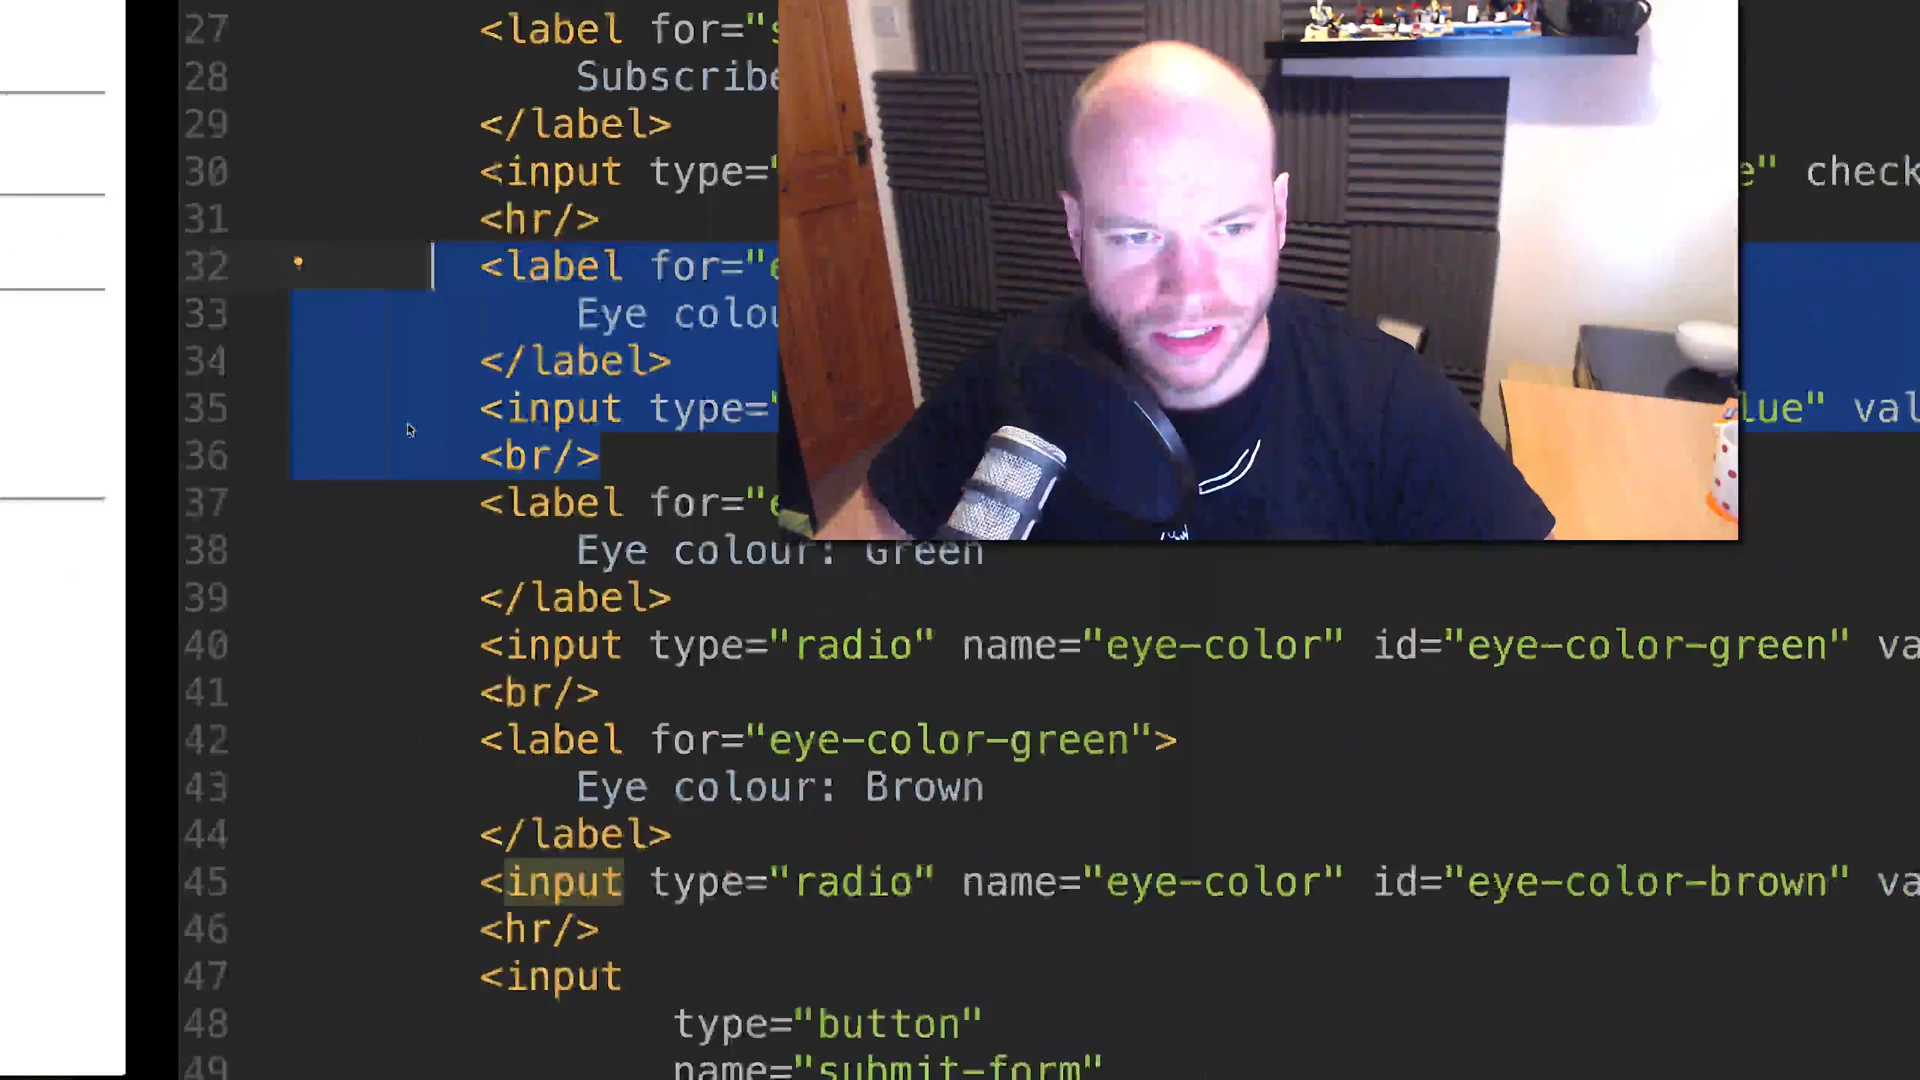 27 <label for="
28 Subscribe
29 </label>
30 <input type=" e" check
31 <hr/>
32 <label for="e
33 Eye colou
34 </label>
35 <input type=" lue" val
36 <br/>
37 <label for="e
38 Eye colour: Green
39 </label>
40 <input type="radio" name="eye-color" id="eye-color-green" va
41 <br/>
42 <label for="eye-color-green">
43 Eye colour: Brown
44 </label>
45 <input type="radio" name="eye-color" id="eye-color-brown" va
46 <hr/>
47 <input
48 type="button"
49 name="submit-form"